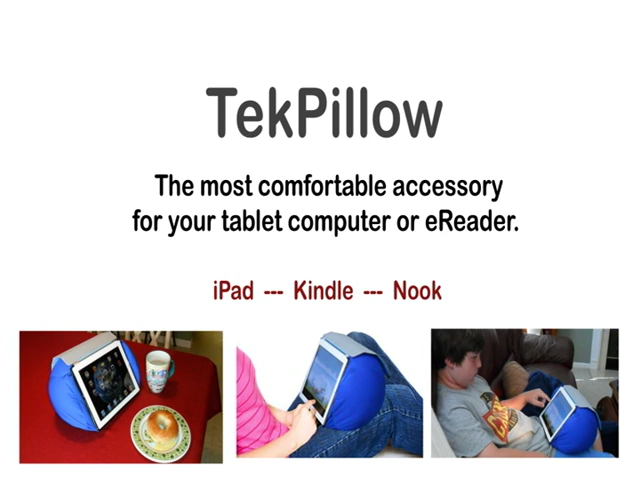 TekPillow
The most comfortable accessory
for your tablet computer or eReader.
iPad --- Kindle --- Nook